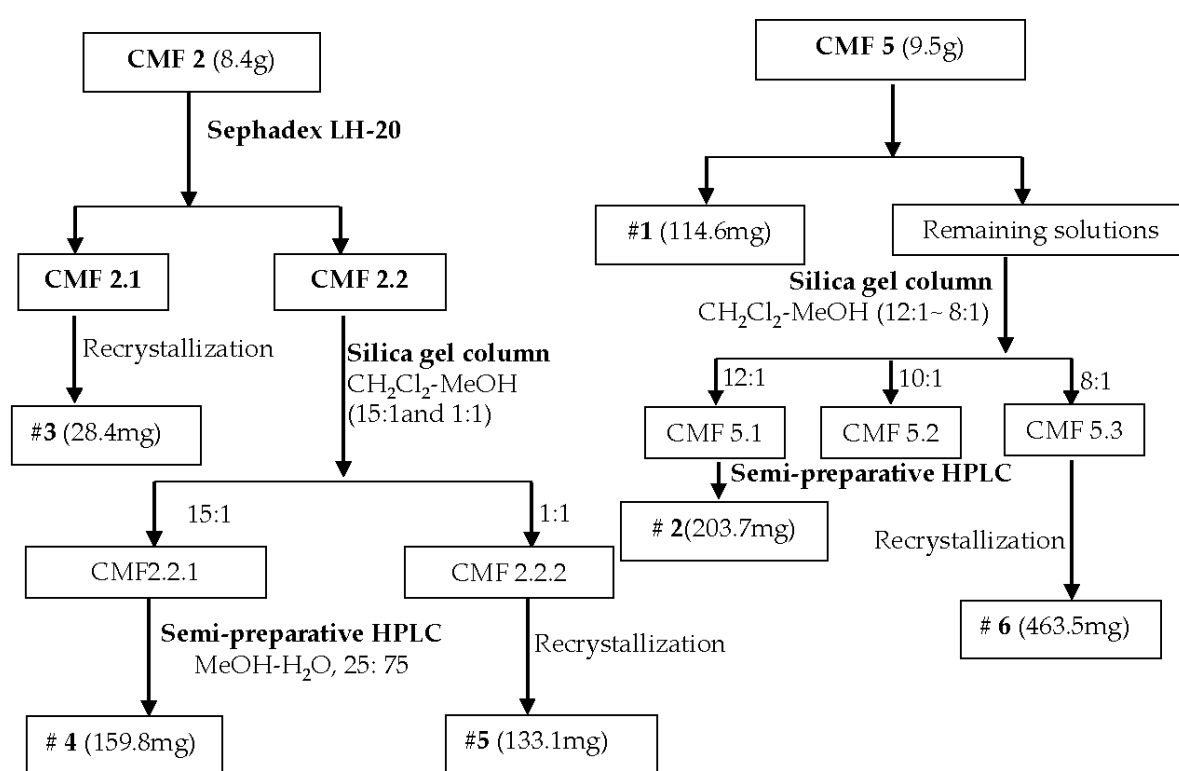 CMF 2 (8.4g)
Sephadex LH-20
CMF 2.1
CMF 2.2
Recrystallization
#3 (28.4mg)
Silica gel column
CH₂Cl₂-MeOH
(15:1and 1:1)
15:1
1:1
CMF2.2.1
CMF 2.2.2
Semi-preparative HPLC
MeOH-H₂O, 25: 75
Recrystallization
# 4 (159.8mg)
#5 (133.1mg)
CMF 5 (9.5g)
#1 (114.6mg)
Remaining solutions
Silica gel column
CH₂Cl₂-MeOH (12:1~ 8:1)
12:1
10:1
8:1
CMF 5.1
CMF 5.2
CMF 5.3
Semi-preparative HPLC
# 2(203.7mg)
Recrystallization
# 6 (463.5mg)